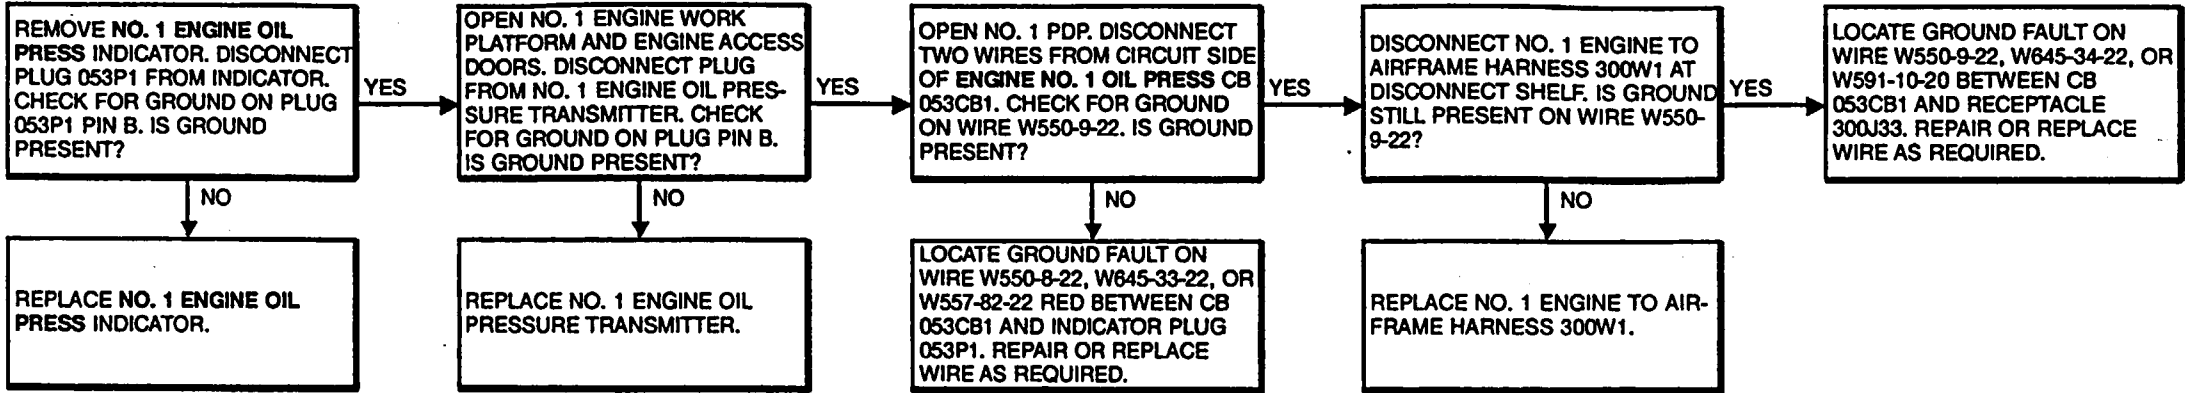 REMOVE NO. 1 ENGINE OIL
PRESS INDICATOR. DISCONNECT
PLUG 053P1 FROM INDICATOR.
CHECK FOR GROUND ON PLUG
053P1 PIN B. IS GROUND
PRESENT?
YES
OPEN NO. 1 ENGINE WORK
PLATFORM AND ENGINE ACCESS
DOORS. DISCONNECT PLUG
FROM NO. 1 ENGINE OIL PRES-
SURE TRANSMITTER. CHECK
FOR GROUND ON PLUG PIN B.
IS GROUND PRESENT?
YES
OPEN NO. 1 PDP. DISCONNECT
TWO WIRES FROM CIRCUIT SIDE
OF ENGINE NO. 1 OIL PRESS CB
053CB1. CHECK FOR GROUND
ON WIRE W550-9-22. IS GROUND
PRESENT?
YES
DISCONNECT NO. 1 ENGINE TO
AIRFRAME HARNESS 300W1 AT
DISCONNECT SHELF. IS GROUND
STILL PRESENT ON WIRE W550-
9-22?
YES
LOCATE GROUND FAULT ON
WIRE W550-9-22, W645-34-22, OR
W591-10-20 BETWEEN CB
053CB1 AND RECEPTACLE
300J33. REPAIR OR REPLACE
WIRE AS REQUIRED.
NO
NO
NO
NO
REPLACE NO. 1 ENGINE OIL
PRESS INDICATOR.
REPLACE NO. 1 ENGINE OIL
PRESSURE TRANSMITTER.
LOCATE GROUND FAULT ON
WIRE W550-8-22, W645-33-22, OR
W557-82-22 RED BETWEEN CB
053CB1 AND INDICATOR PLUG
053P1. REPAIR OR REPLACE
WIRE AS REQUIRED.
REPLACE NO. 1 ENGINE TO AIR-
FRAME HARNESS 300W1.